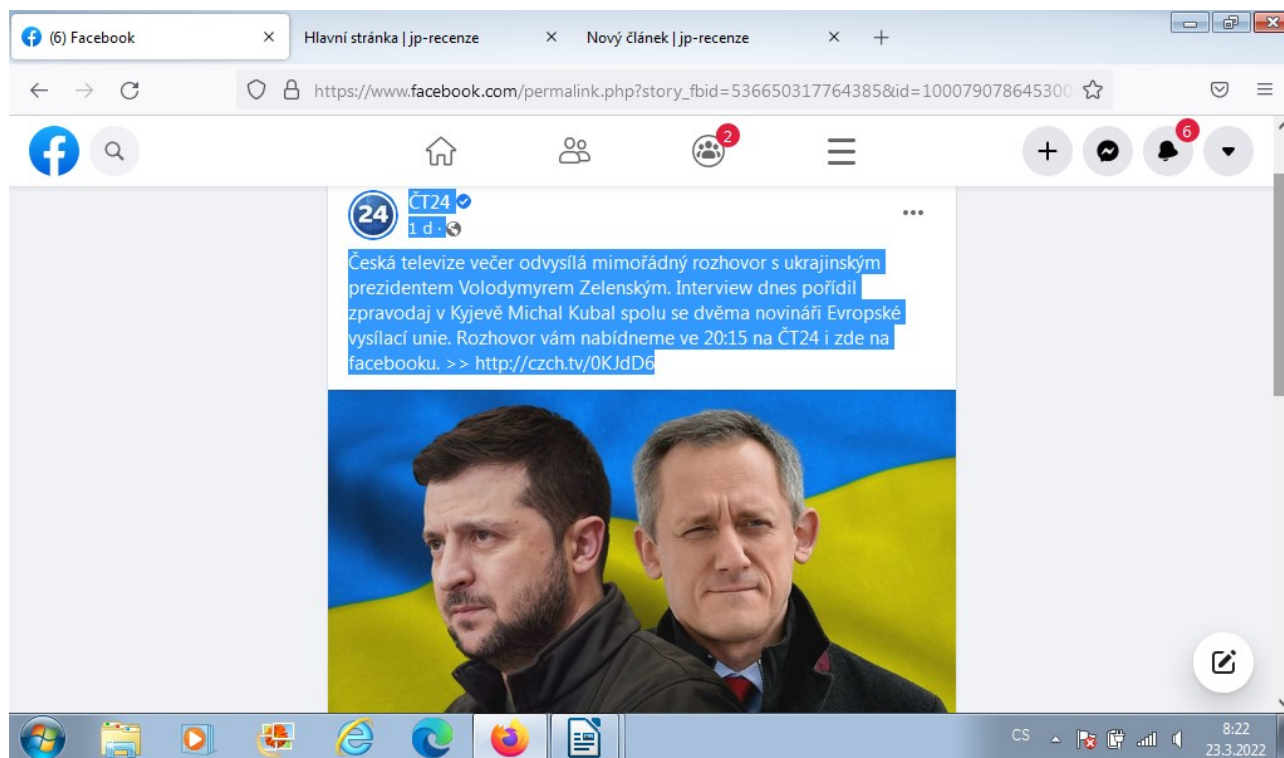 (6) Facebook
Hlavní stránka | jp-recenze
Nový článek | jp-recenze
https://www.facebook.com/permalink.php?story_fbid=536650317764385&id=100079078645300
2
6
24
ČT24
1 d ·
Česká televize večer odvysílá mimořádný rozhovor s ukrajinským
prezidentem Volodymyrem Zelenským. Interview dnes pořídil
zpravodaj v Kyjevě Michal Kubal spolu se dvěma novináři Evropské
vysílací unie. Rozhovor vám nabídneme ve 20:15 na ČT24 i zde na
facebooku. >> http://czch.tv/0KJdD6
CS
8:22
23.3.2022